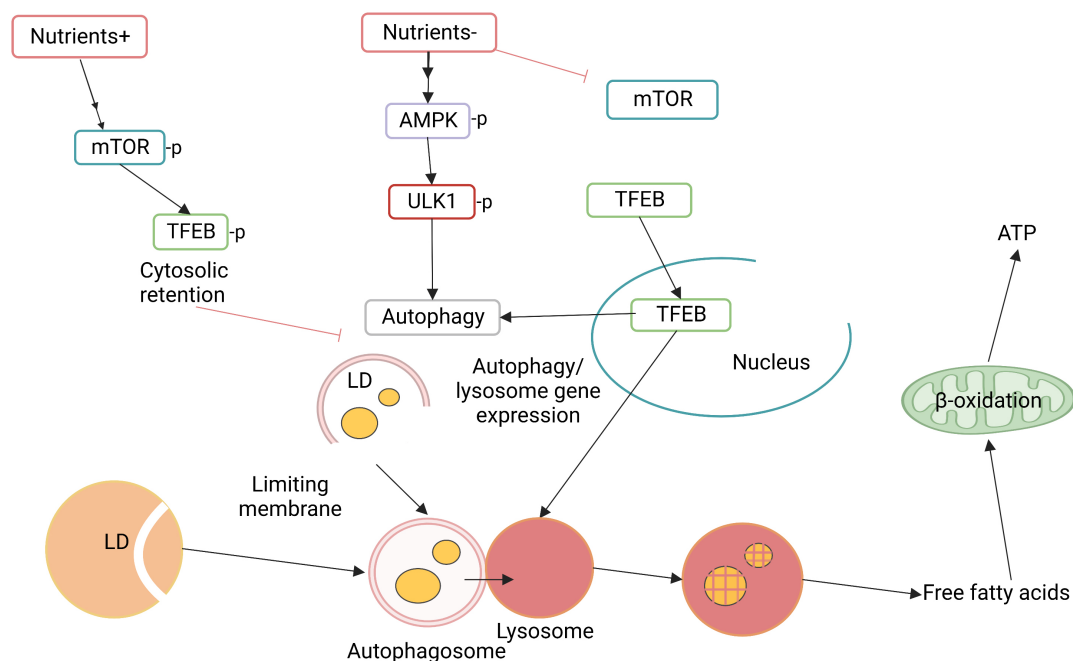 Nutrients+
Nutrients-
mTOR
AMPK -p
mTOR -p
ULK1 -p
TFEB
TFEB -p
ATP
Cytosolic
retention
Autophagy
TFEB
Nucleus
Autophagy/
lysosome gene
expression
LD
β-oxidation
Limiting
membrane
LD
Free fatty acids
Lysosome
Autophagosome